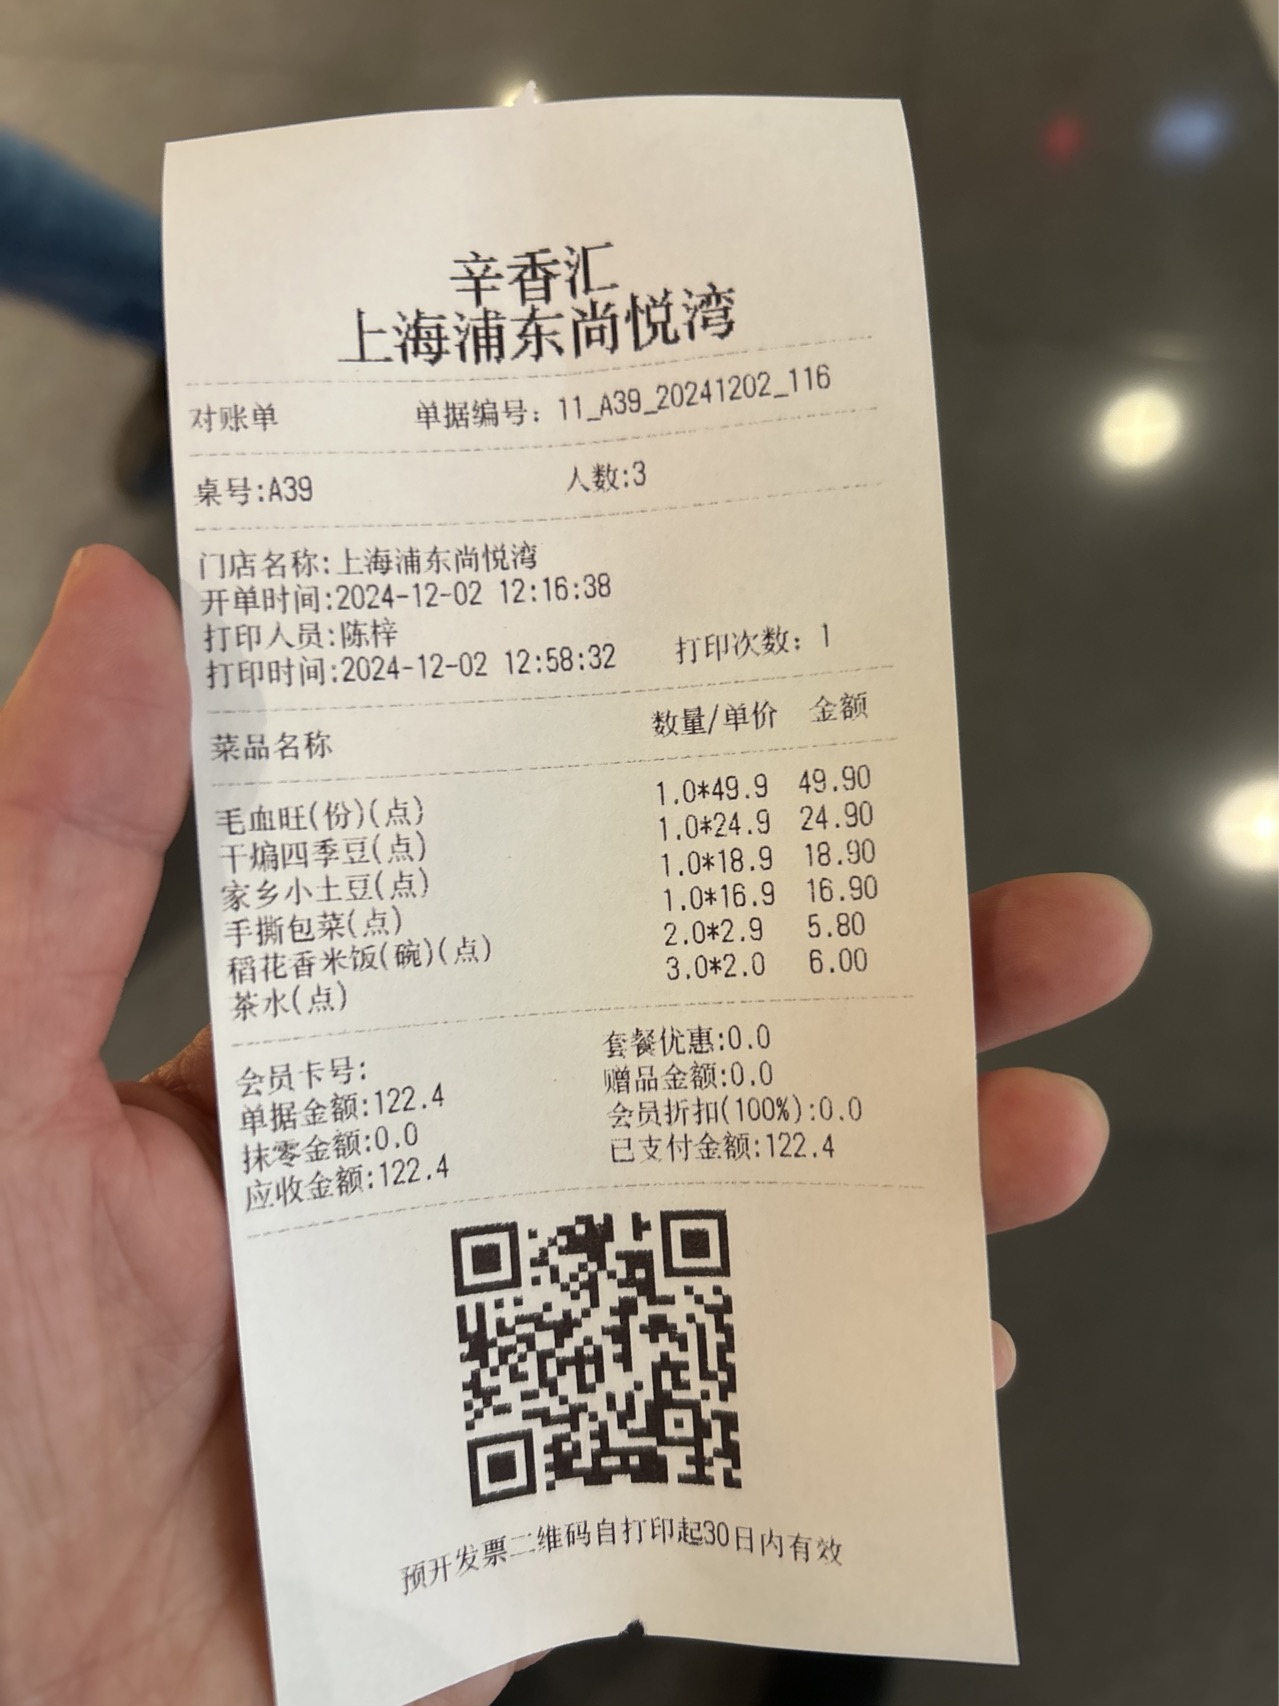 辛香汇
上海浦东尚悦湾
对账单 单据编号：11_A39_20241202_116
桌号:A39 人数:3
门店名称:上海浦东尚悦湾
开单时间:2024-12-02 12:16:38
打印人员:陈梓
打印时间:2024-12-02 12:58:32 打印次数：1
菜品名称 数量/单价 金额
毛血旺(份)(点) 1.0*49.9 49.90
干煸四季豆(点) 1.0*24.9 24.90
家乡小土豆(点) 1.0*18.9 18.90
手撕包菜(点) 1.0*16.9 16.90
稻花香米饭(碗)(点) 2.0*2.9 5.80
茶水(点) 3.0*2.0 6.00
会员卡号: 套餐优惠:0.0
单据金额:122.4 赠品金额:0.0
抹零金额:0.0 会员折扣(100%):0.0
应收金额:122.4 已支付金额:122.4
预开发票二维码自打印起30日内有效